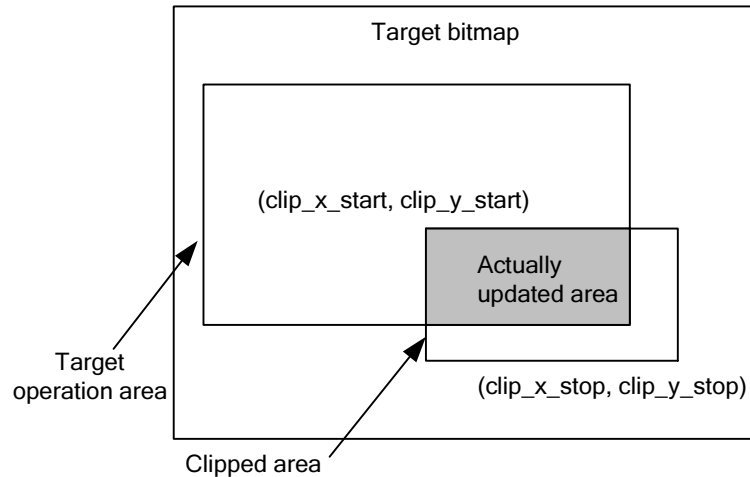 Target bitmap
(clip_x_start, clip_y_start)
Actually
updated area
Target
operation area
(clip_x_stop, clip_y_stop)
Clipped area